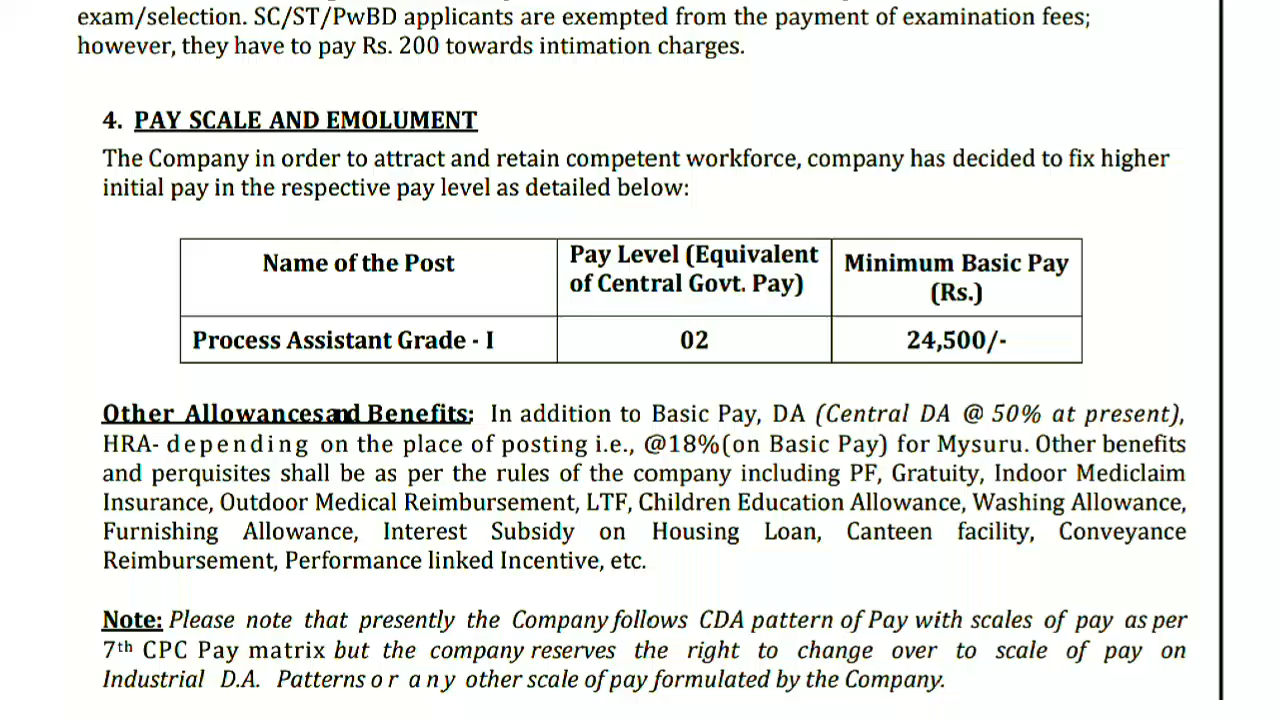 exam/selection. SC/ST/PwBD applicants are exempted from the payment of examination fees;
however, they have to pay Rs. 200 towards intimation charges.
4. PAY SCALE AND EMOLUMENT
The Company in order to attract and retain competent workforce, company has decided to fix higher
initial pay in the respective pay level as detailed below:
Name of the Post
Pay Level (Equivalent
of Central Govt. Pay)
Minimum Basic Pay
(Rs.)
Process Assistant Grade - I
02
24,500/-
Other Allowances and Benefits: In addition to Basic Pay, DA (Central DA @ 50% at present),
HRA- depending on the place of posting i.e., @18%(on Basic Pay) for Mysuru. Other benefits
and perquisites shall be as per the rules of the company including PF, Gratuity, Indoor Mediclaim
Insurance, Outdoor Medical Reimbursement, LTF, Children Education Allowance, Washing Allowance,
Furnishing Allowance, Interest Subsidy on Housing Loan, Canteen facility, Conveyance
Reimbursement, Performance linked Incentive, etc.
Note: Please note that presently the Company follows CDA pattern of Pay with scales of pay as per
7th CPC Pay matrix but the company reserves the right to change over to scale of pay on
Industrial D.A. Patterns or any other scale of pay formulated by the Company.